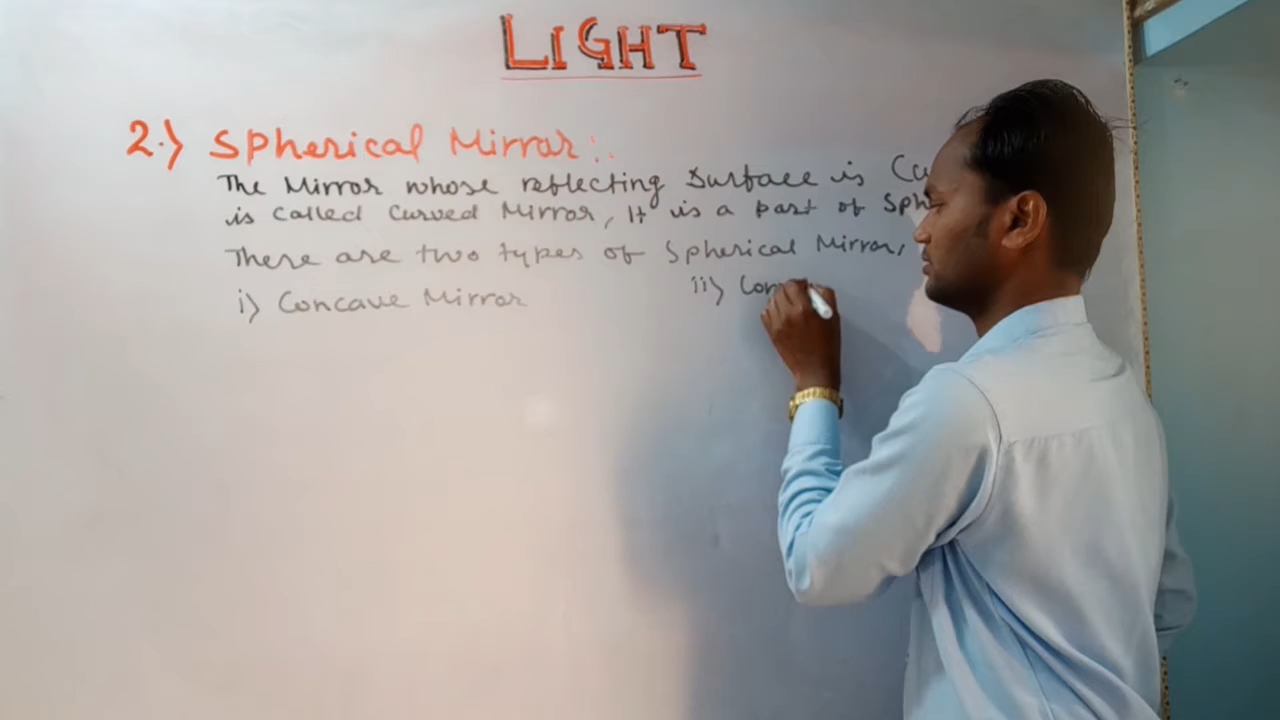 LIGHT
2.) Spherical Mirror:.
The Mirror whose reflecting surface is
is called Curved Mirror, It is a part of
There are two types of Spherical Mirror,
i) Concave Mirror ii)